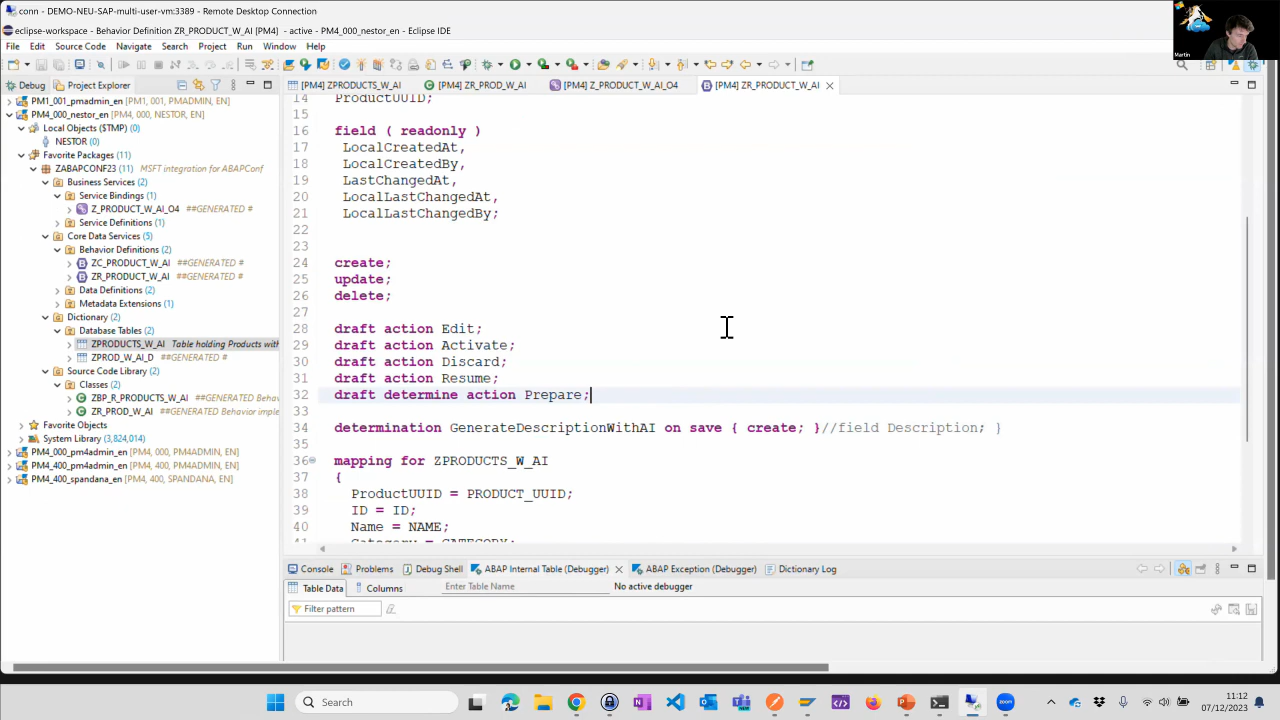 conn - DEMO-NEU-SAP-multi-user-vm:3389 - Remote Desktop Connection
eclipse-workspace - Behavior Definition ZR_PRODUCT_W_AI [PM4] - active - PM4_000_nestor_en - Eclipse IDE
Martin
File Edit Source Code Navigate Search Project Run Window Help
Debug Project Explorer
[PM4] ZPRODUCTS_W_AI [PM4] ZR_PROD_W_AI [PM4] Z_PRODUCT_W_AI_O4 [PM4] ZR_PRODUCT_W_AI
PM1_001_pmadmin_en [PM1, 001, PMADMIN, EN]
PM4_000_nestor_en [PM4, 000, NESTOR, EN]
Local Objects ($TMP) (0)
NESTOR (0)
Favorite Packages (11)
ZABAPCONF23 (11) MSFT integration for ABAPConf
Business Services (2)
Service Bindings (1)
Z_PRODUCT_W_AI_O4 ##GENERATED #
Service Definitions (1)
Core Data Services (5)
Behavior Definitions (2)
ZC_PRODUCT_W_AI ##GENERATED #
ZR_PRODUCT_W_AI ##GENERATED #
Data Definitions (2)
Metadata Extensions (1)
Dictionary (2)
Database Tables (2)
ZPRODUCTS_W_AI Table holding Products with
ZPROD_W_AI_D ##GENERATED #
Source Code Library (2)
Classes (2)
ZBP_R_PRODUCTS_W_AI ##GENERATED Behav
ZR_PROD_W_AI ##GENERATED Behavior imple
Favorite Objects
System Library (3,824,014)
PM4_000_pm4admin_en [PM4, 000, PM4ADMIN, EN]
PM4_400_pm4admin_en [PM4, 400, PM4ADMIN, EN]
PM4_400_spandana_en [PM4, 400, SPANDANA, EN]
14 ProductUUID;
15
16 field ( readonly )
17 LocalCreatedAt,
18 LocalCreatedBy,
19 LastChangedAt,
20 LocalLastChangedAt,
21 LocalLastChangedBy;
22
23
24 create;
25 update;
26 delete;
27
28 draft action Edit;
29 draft action Activate;
30 draft action Discard;
31 draft action Resume;
32 draft determine action Prepare;
33
34 determination GenerateDescriptionWithAI on save { create; }//field Description; }
35
36 mapping for ZPRODUCTS_W_AI
37 {
38 ProductUUID = PRODUCT_UUID;
39 ID = ID;
40 Name = NAME;
41 Category = CATEGORY;
Console Problems Debug Shell ABAP Internal Table (Debugger) ABAP Exception (Debugger) Dictionary Log
Table Data Columns Enter Table Name No active debugger
Filter pattern
Search
11:12
07/12/2023